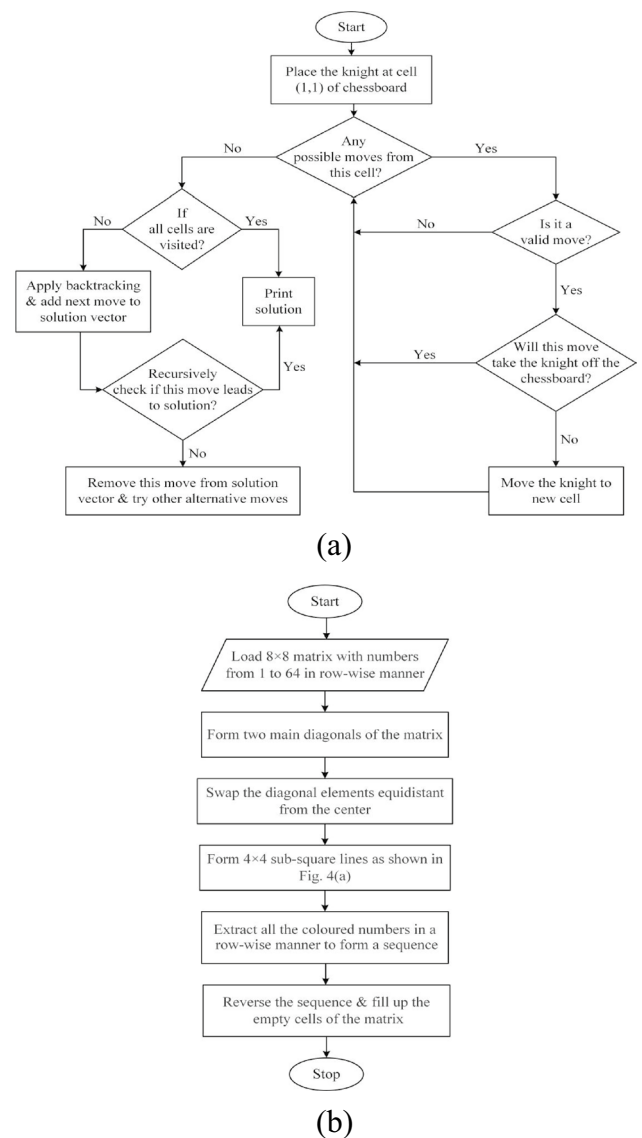 Start
Place the knight at cell
(1,1) of chessboard
Any
possible moves from
this cell?
No
Yes
If
all cells are
visited?
No
Yes
Is it a
valid move?
No
Yes
Apply backtracking
& add next move to
solution vector
Print
solution
Will this move
take the knight off the
chessboard?
Yes
No
Recursively
check if this move leads
to solution?
Yes
No
Remove this move from solution
vector & try other alternative moves
Move the knight to
new cell
(a)
Start
Load 8×8 matrix with numbers
from 1 to 64 in row-wise manner
Form two main diagonals of the matrix
Swap the diagonal elements equidistant
from the center
Form 4×4 sub-square lines as shown in
Fig. 4(a)
Extract all the coloured numbers in a
row-wise manner to form a sequence
Reverse the sequence & fill up the
empty cells of the matrix
Stop
(b)